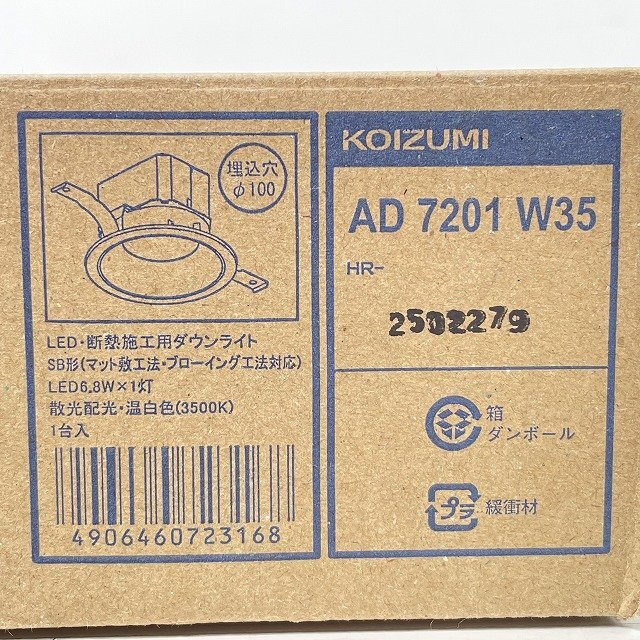 埋込穴
φ100
LED・断熱施工用ダウンライト
SB形(マット敷工法・ブローイング工法対応)
LED6.8W×1灯
散光配光・温白色(3500K)
1台入
4906460723168
KOIZUMI
AD 7201 W35
HR-
2502279
箱
ダンボール
プラ
緩衝材